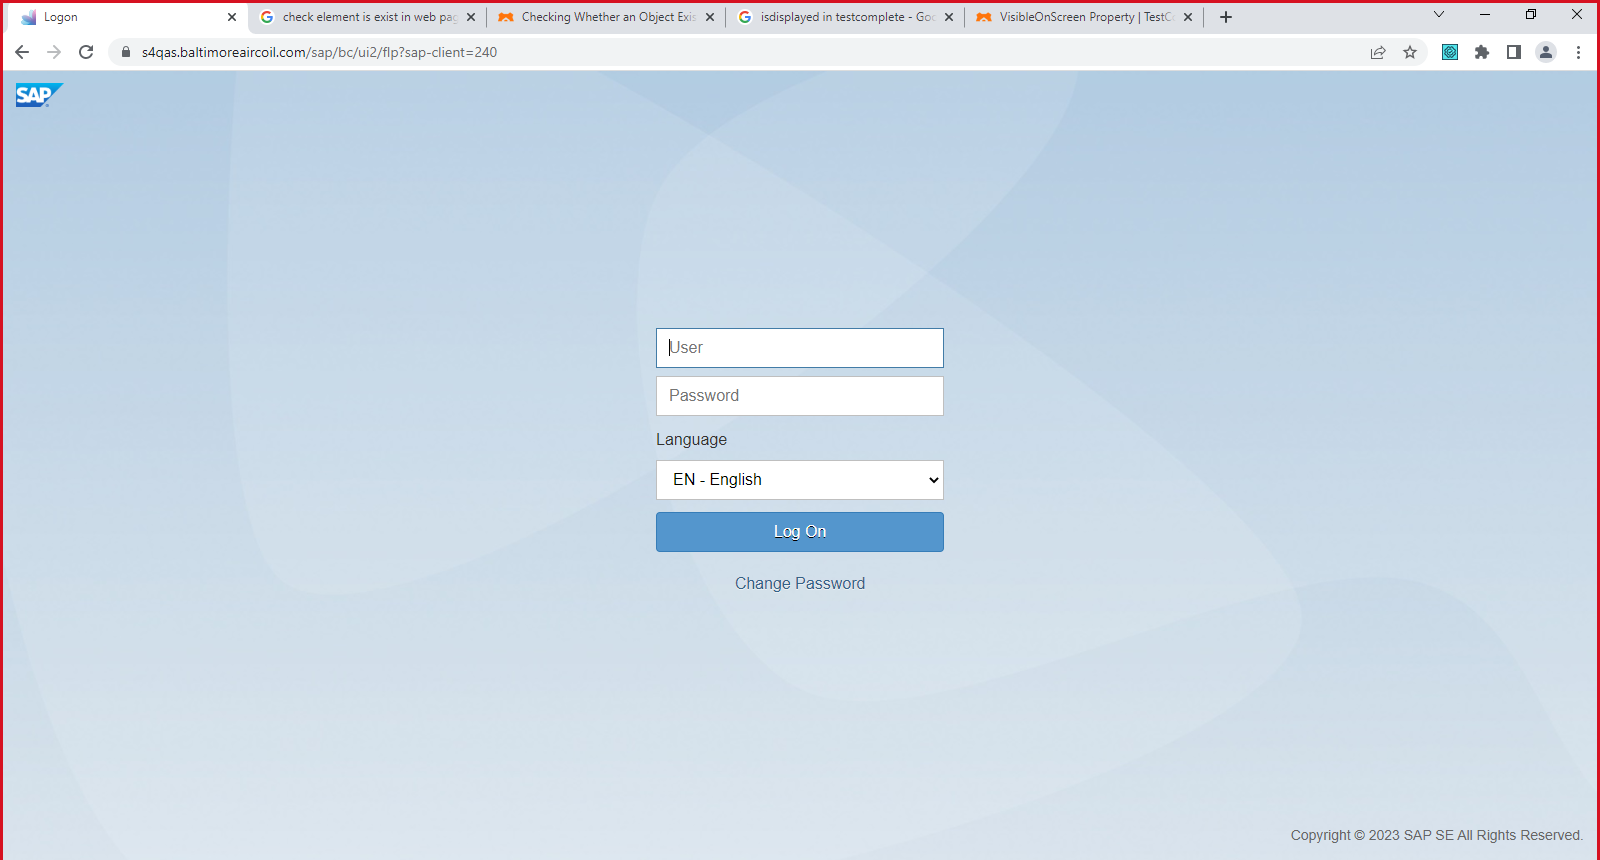 Logon
check element is exist in web pag
Checking Whether an Object Exis
isdisplayed in testcomplete - Goo
VisibleOnScreen Property | TestCo
s4qas.baltimoreaircoil.com/sap/bc/ui2/flp?sap-client=240
SAP
User
Password
Language
EN - English
Log On
Change Password
Copyright © 2023 SAP SE All Rights Reserved.